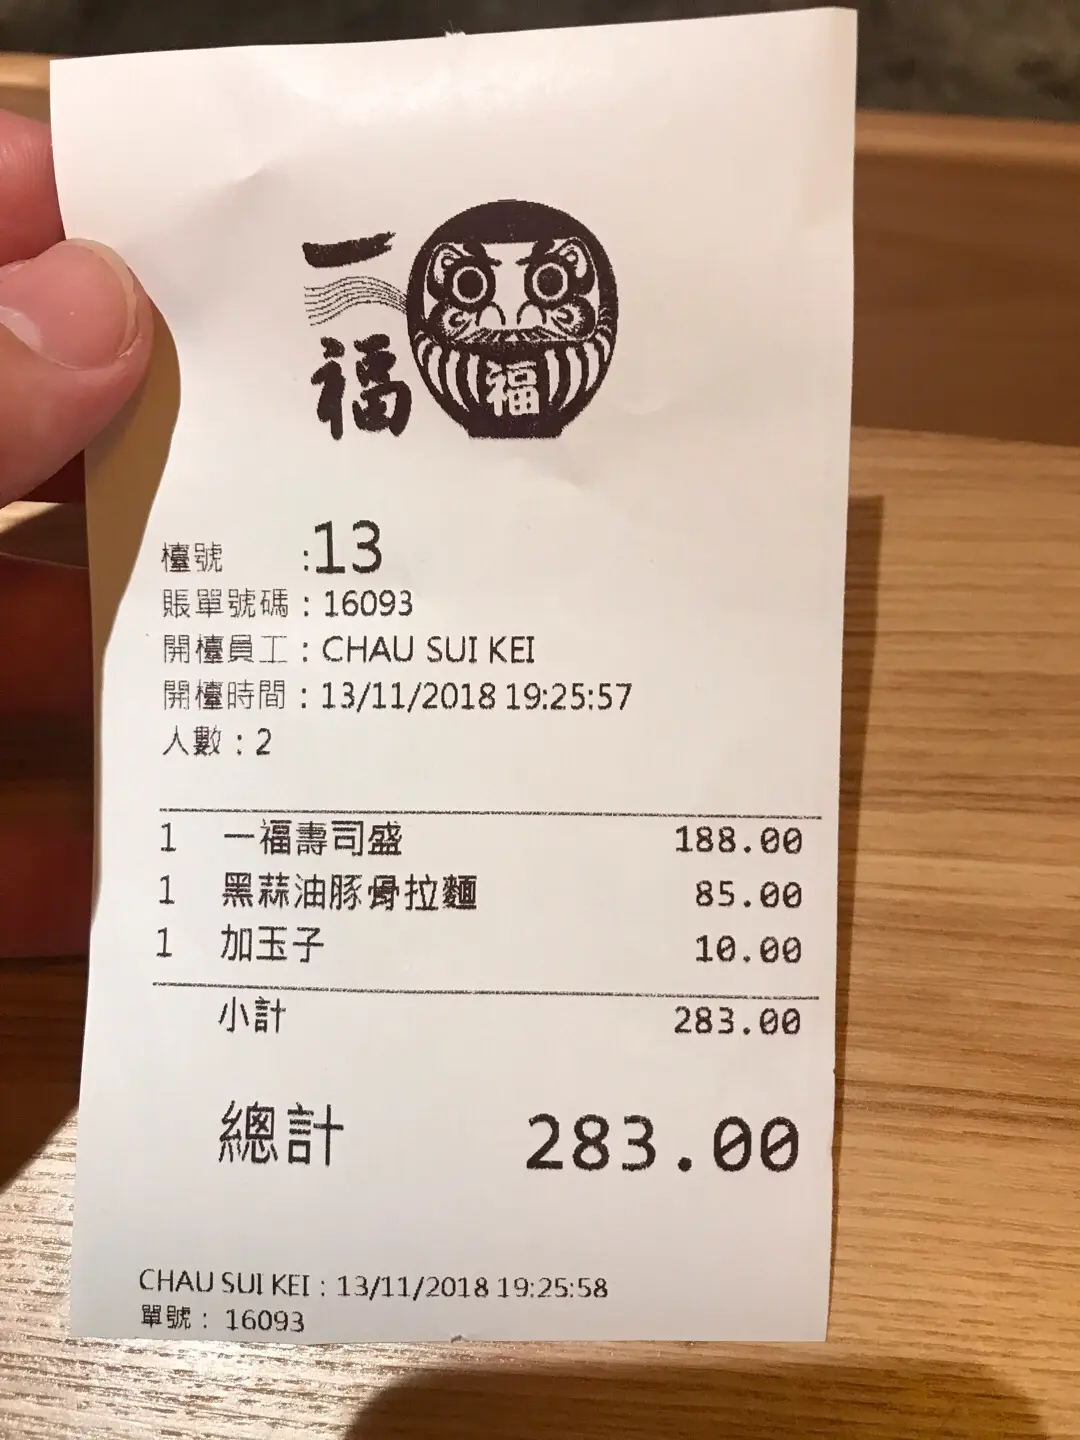 一福
福
檯號 :13
賬單號碼 : 16093
開檯員工 : CHAU SUI KEI
開檯時間 : 13/11/2018 19:25:57
人數 : 2
1 一福壽司盛 188.00
1 黑蒜油豚骨拉麵 85.00
1 加玉子 10.00
小計 283.00
總計 283.00
CHAU SUI KEI : 13/11/2018 19:25:58
單號 : 16093